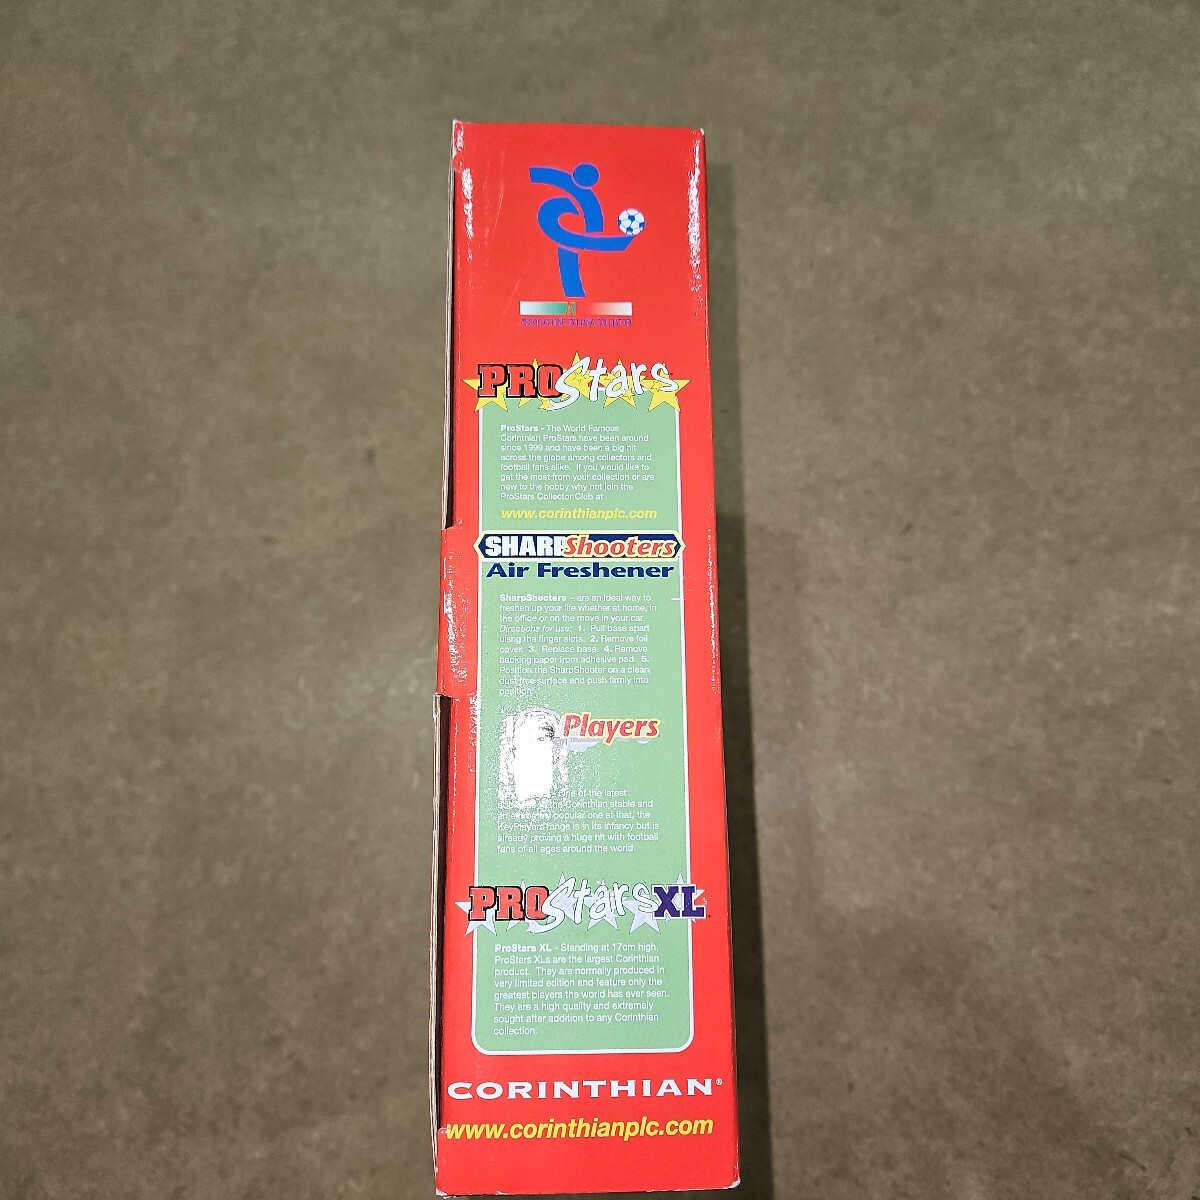 ASSOCIAZIONE ITALIANA CALCIATORI
PROStars™
ProStars - The World Famous
Corinthian ProStars have been around
since 1999 and have been a big hit
across the globe among collectors and
football fans alike. If you would like to
get the most from your collection or are
new to the hobby why not join the
ProStars Collector Club at
www.corinthianplc.com
SHARPShooters
Air Freshener
SharpShooters - are an ideal way to
freshen up your life whether at home, in
the office or on the move in your car.
Directions for use: 1. Pull base apart
using the finger slots. 2. Remove foil
cover. 3. Replace base. 4. Remove
backing paper from adhesive pad. 5.
Position the SharpShooter on a clean,
dust free surface and push firmly into
position.
Players
One of the latest
the Corinthian stable and
an extremely popular one at that, the
KeyPlayers range is in its infancy but is
already proving a huge hit with football
fans of all ages around the world.
PROStarsXL™
ProStars XL - Standing at 17cm high,
ProStars XLs are the largest Corinthian
product. They are normally produced in
very limited edition and feature only the
greatest players the world has ever seen.
They are a high quality and extremely
sought after addition to any Corinthian
collection.
CORINTHIAN®
www.corinthianplc.com